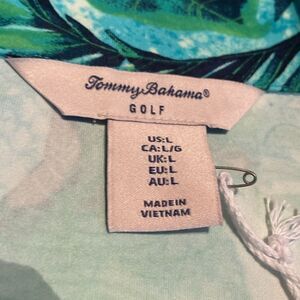 Tommy Bahama®
GOLF
US:L
CA:L/G
UK:L
EU:L
AU:L
MADE IN
VIETNAM